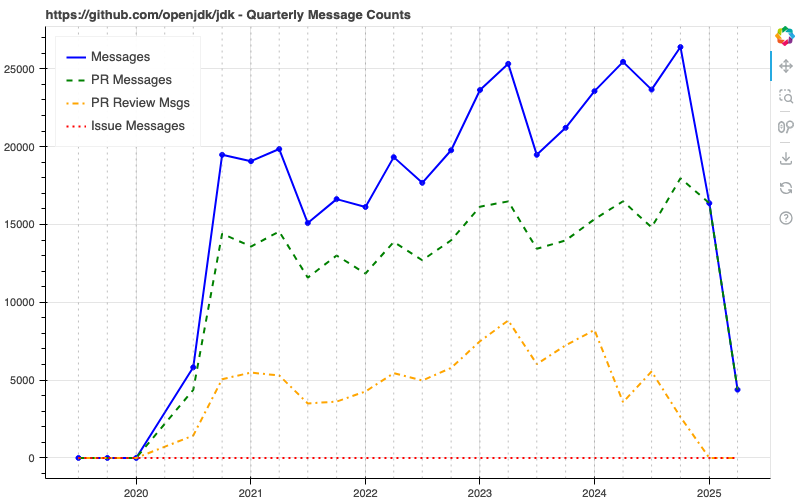 https://github.com/openjdk/jdk - Quarterly Message Counts
Messages
PR Messages
PR Review Msgs
Issue Messages
25000
20000
15000
10000
5000
0
2020 2021 2022 2023 2024 2025